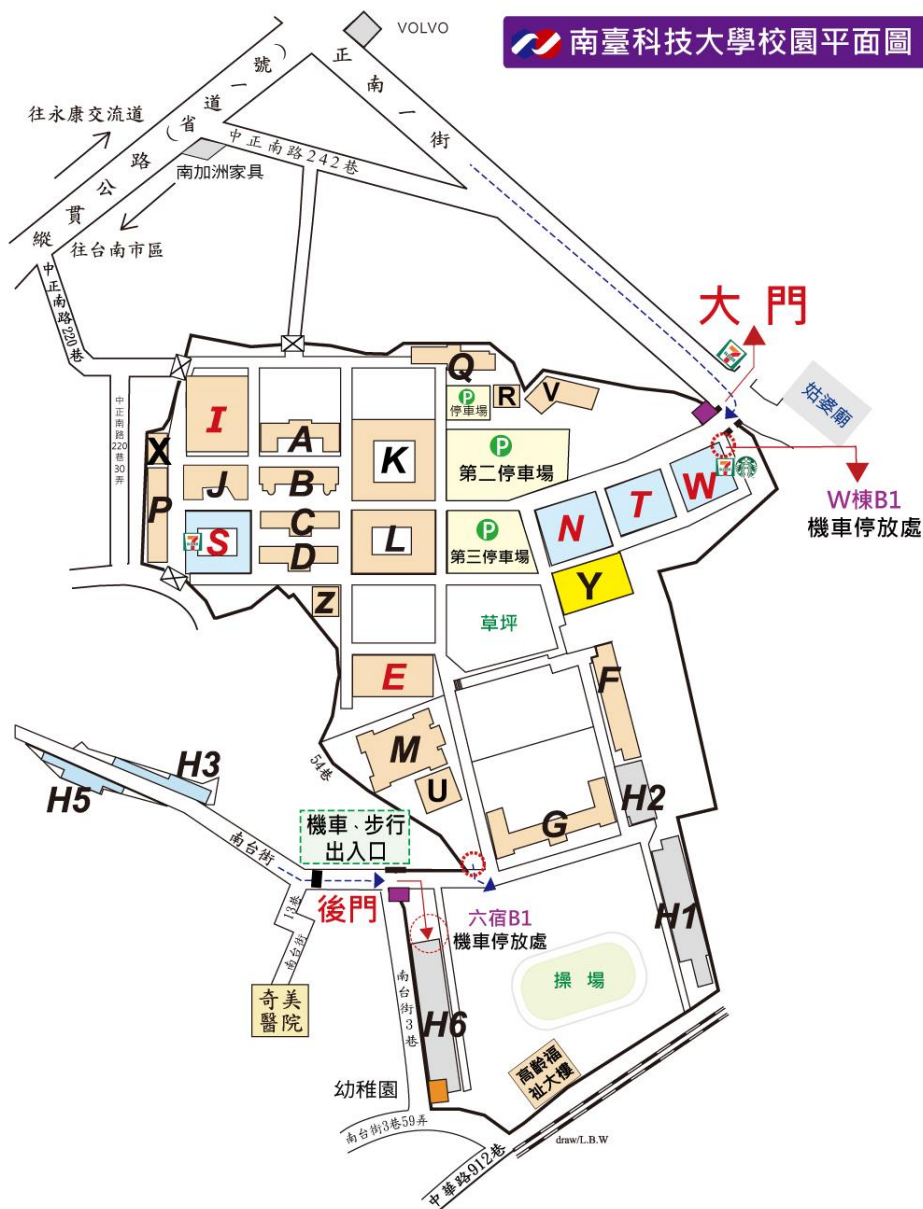 VOLVO
南臺科技大學校園平面圖
正南一街
往永康交流道
縱貫公路(省道一號)
中正南路242巷
南加洲家具
往台南市區
中正南路220巷
大門
姑婆廟
中正南路220巷30弄
Q
P
停車場
R
V
I
A
K
P
第二停車場
X
J
B
P
W
T
N
W棟B1
機車停放處
C
S
D
L
P
第三停車場
Y
Z
草坪
E
F
M
U
54巷
H3
H5
H2
G
機車、步行
出入口
南台街
後門
13巷
南台街
六宿B1
機車停放處
H1
奇美
醫院
南台街3巷
操場
H6
高齡福
祉大樓
幼稚園
南台街3巷59弄
draw/L.B.W
中華路912巷